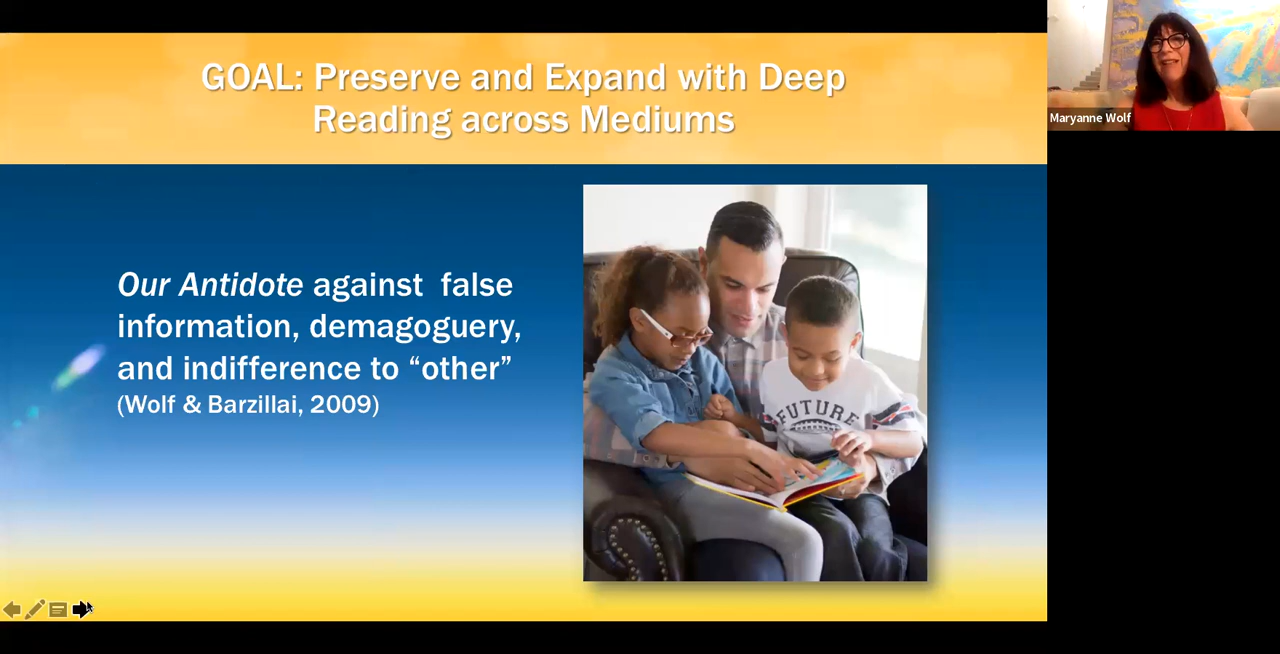 GOAL: Preserve and Expand with Deep
Reading across Mediums
Our Antidote against false
information, demagoguery,
and indifference to “other”
(Wolf & Barzillai, 2009)
FUTURE
Maryanne Wolf